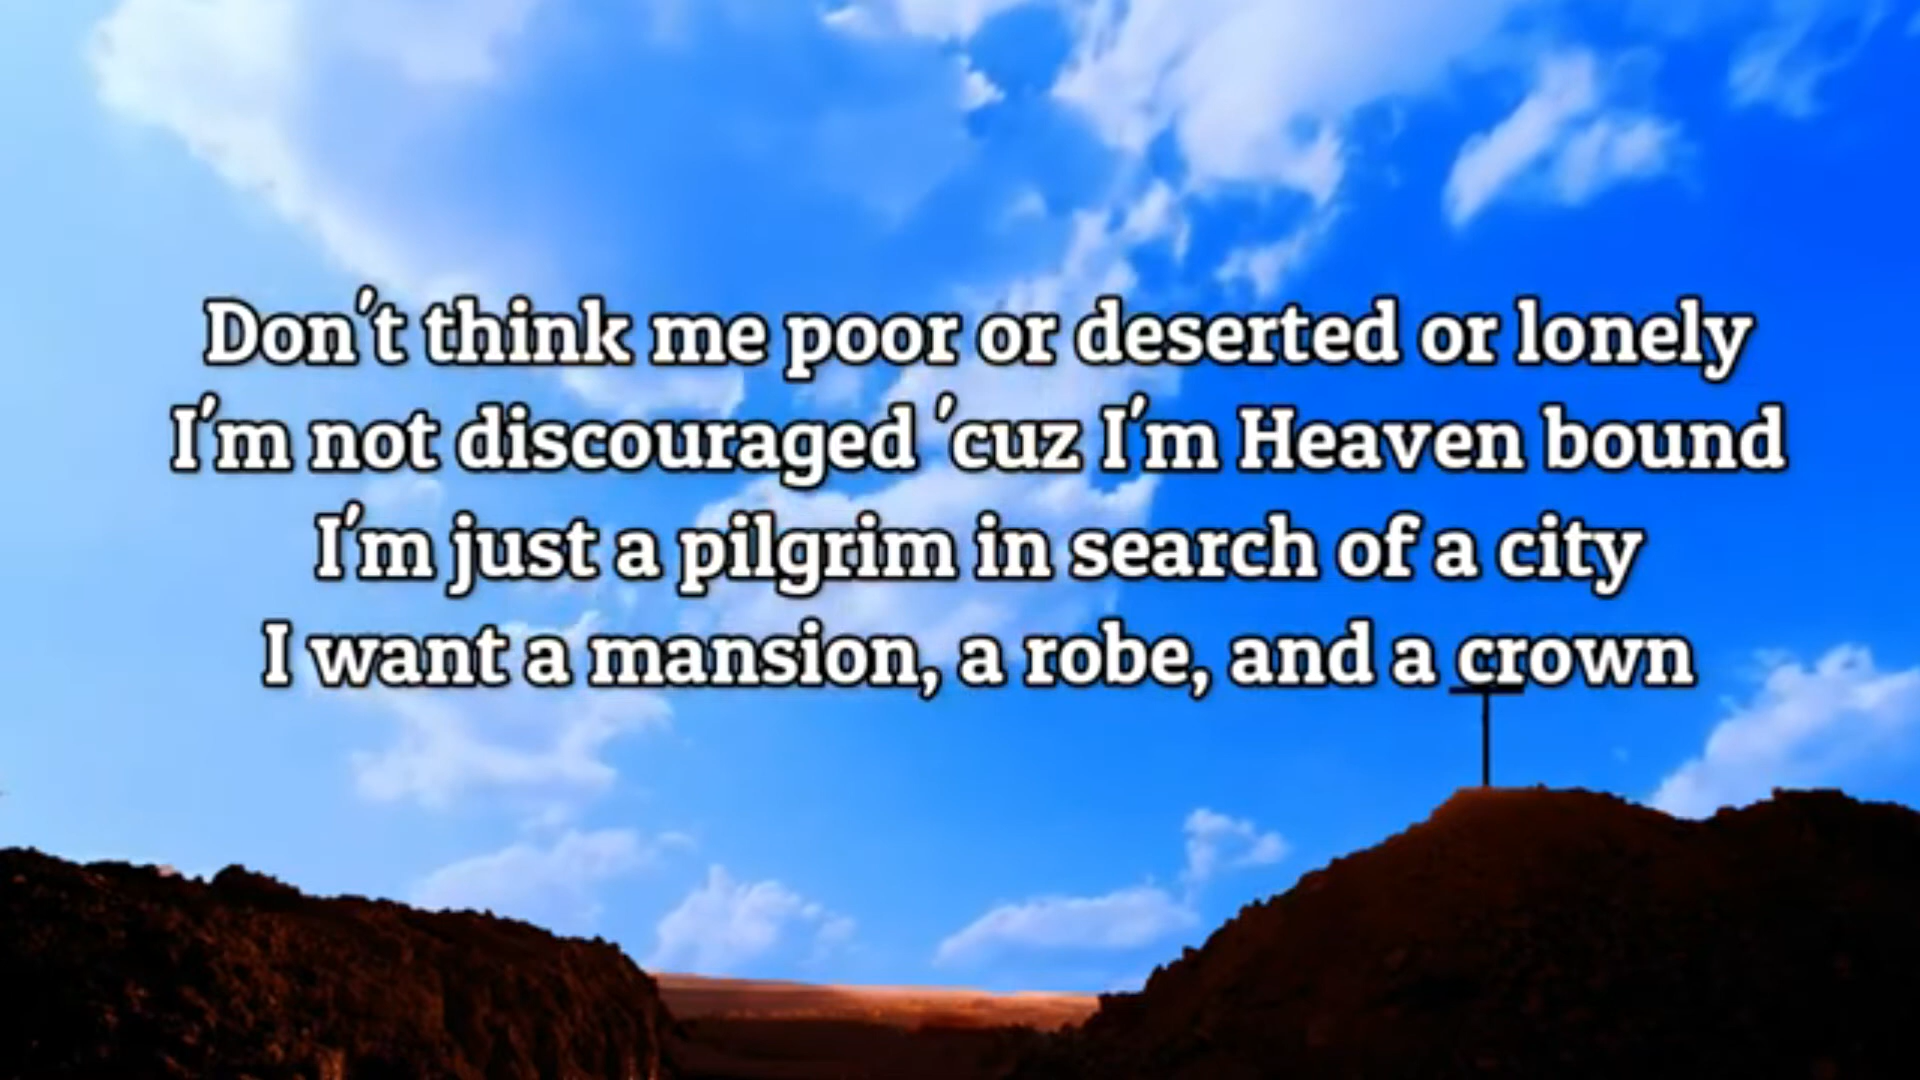 Don't think me poor or deserted or lonely
I'm not discouraged 'cuz I'm Heaven bound
I'm just a pilgrim in search of a city
I want a mansion, a robe, and a crown